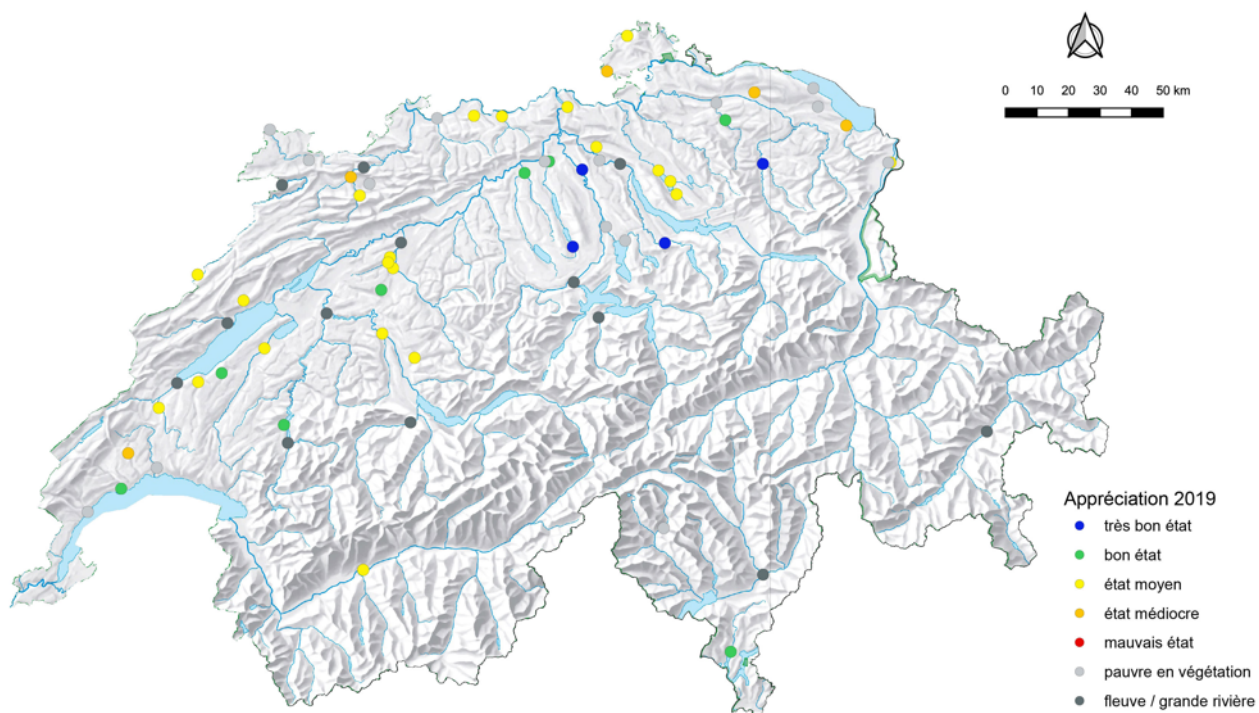 0 10 20 30 40 50 km
Appréciation 2019
très bon état
bon état
état moyen
état médiocre
mauvais état
pauvre en végétation
fleuve / grande rivière